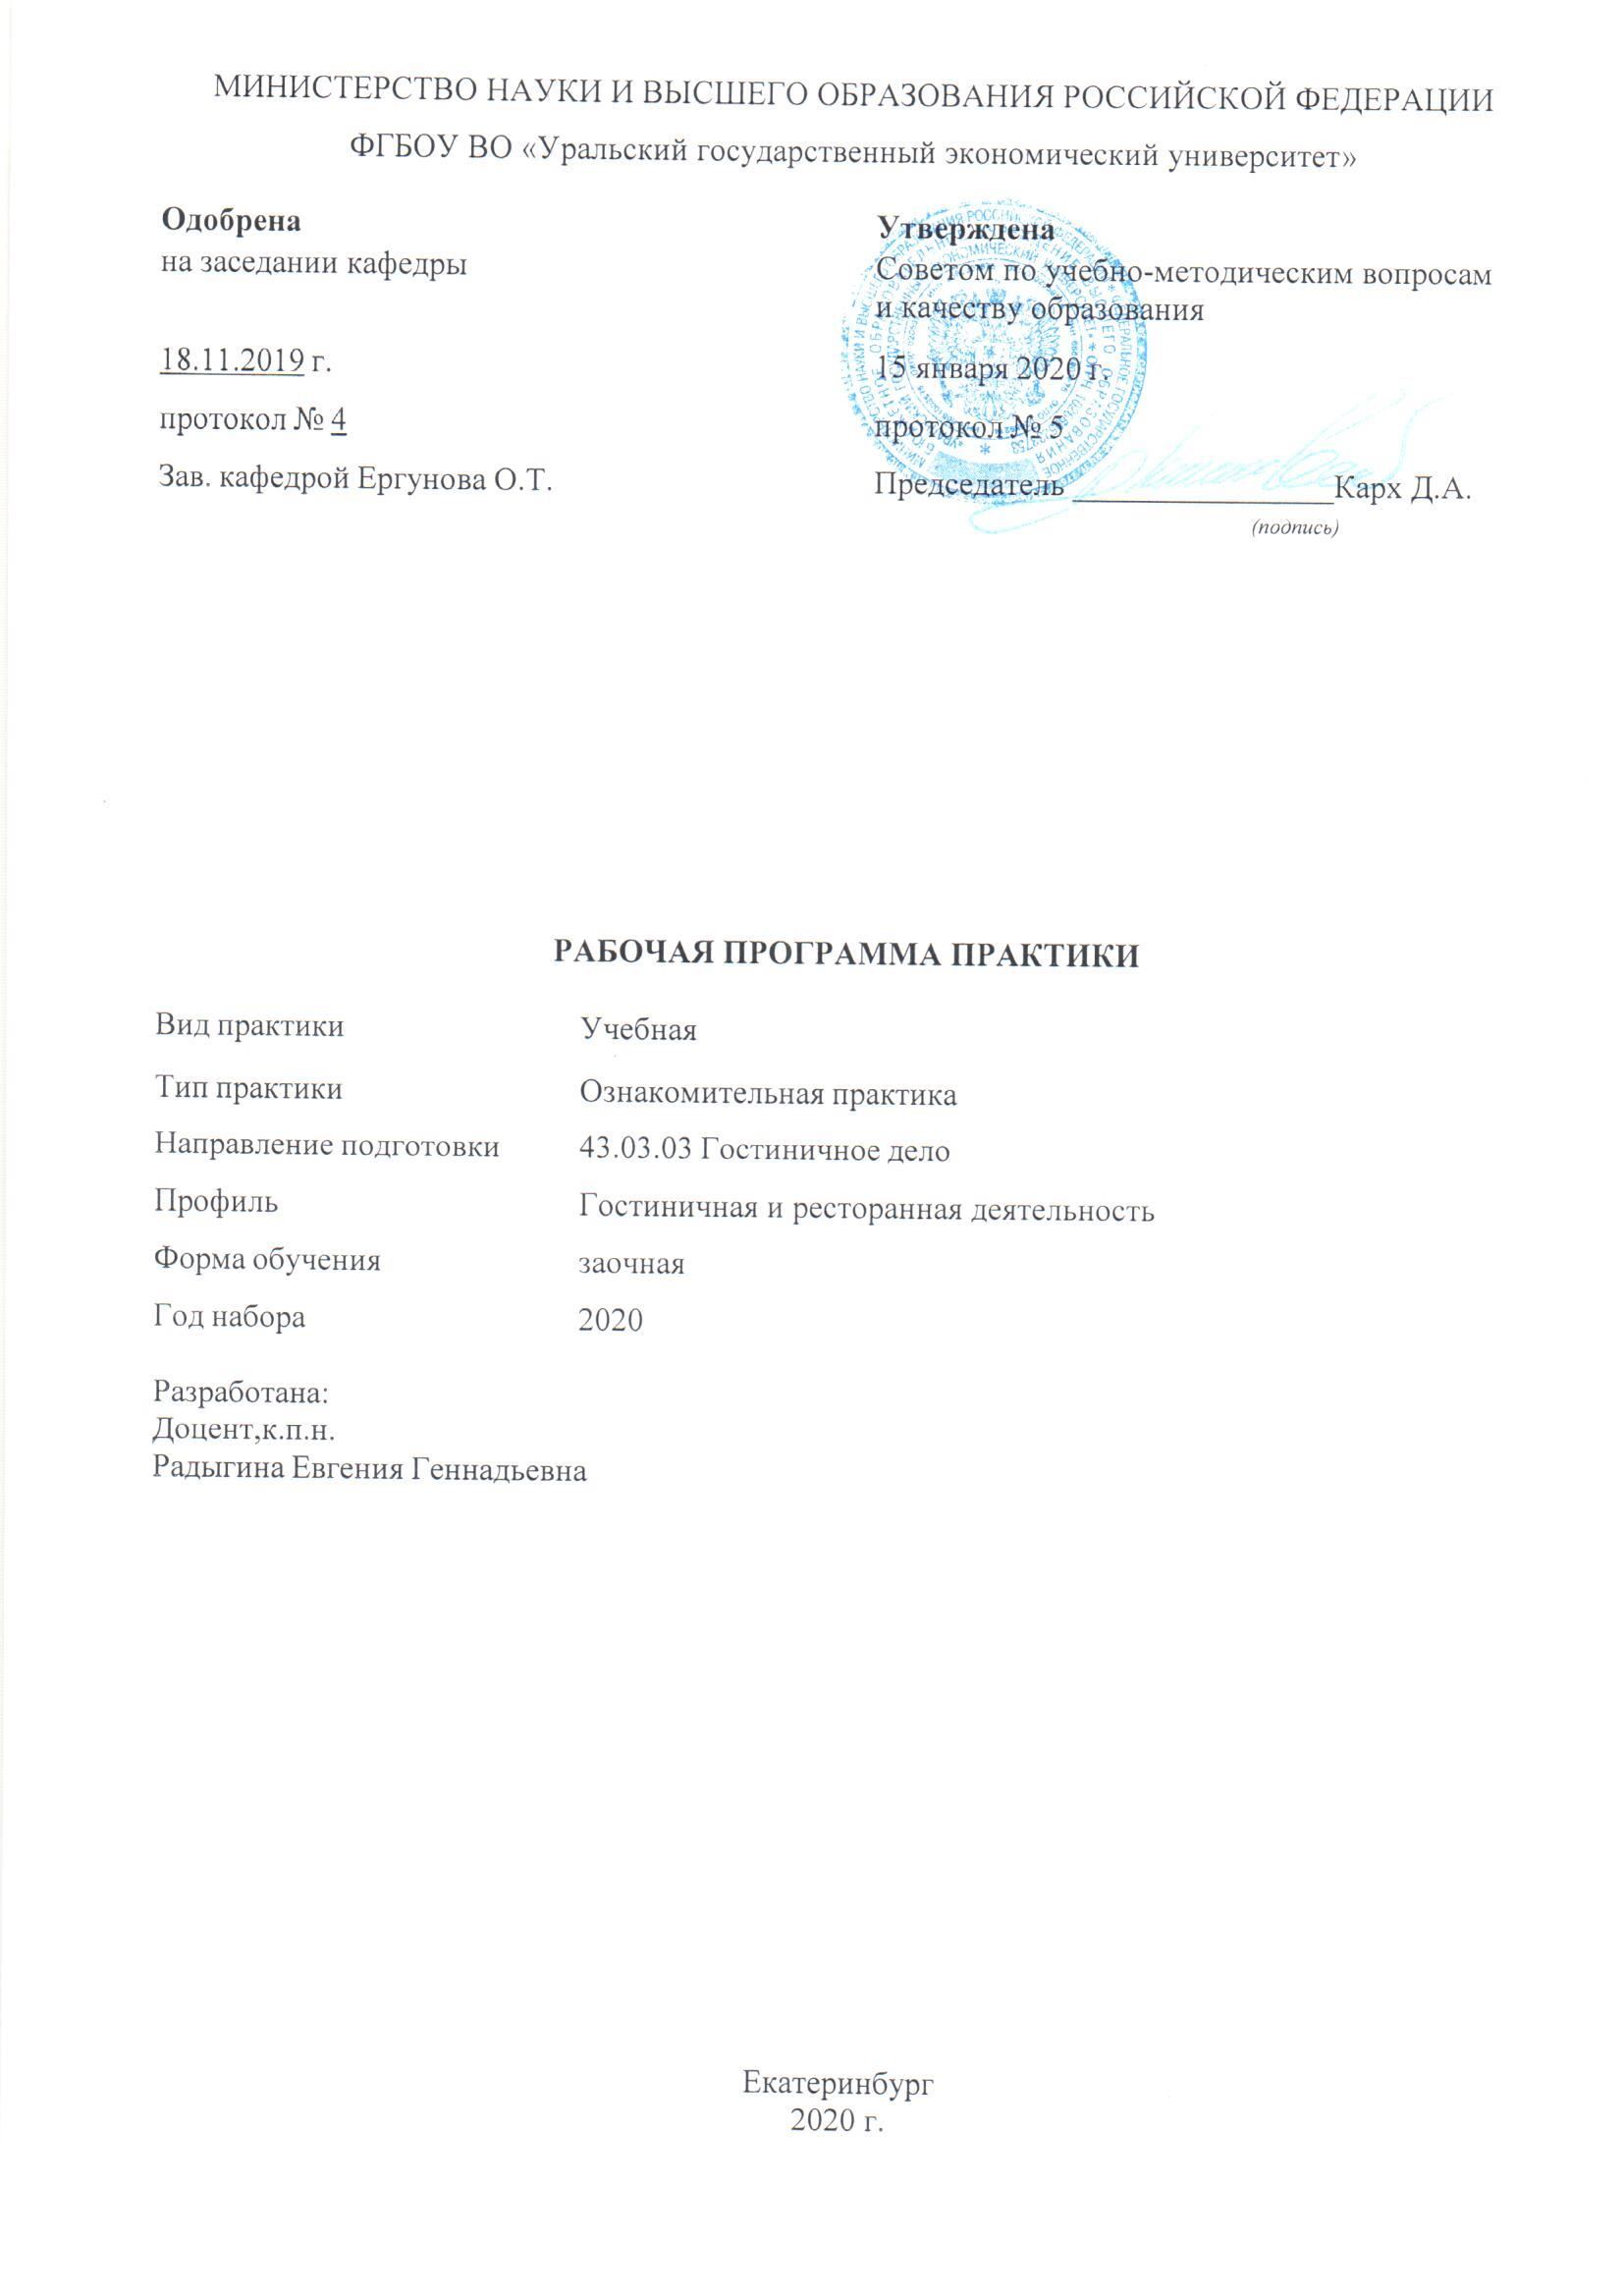 МИНИСТЕРСТВО НАУКИ И ВЫСШЕГО ОБРАЗОВАНИЯ РОССИЙСКОЙ ФЕДЕРАЦИИ
ФГБОУ ВО «Уральский государственный экономический университет»
Одобрена
на заседании кафедры
18.11.2019 г.
протокол № 4
Зав. кафедрой Ергунова О.Т.
Утверждена
Советом по учебно-методическим вопросам
и качеству образования
15 января 2020 г.
протокол № 5
Председатель Карх Д.А.
(подпись)
РАБОЧАЯ ПРОГРАММА ПРАКТИКИ
Вид практики Учебная
Тип практики Ознакомительная практика
Направление подготовки 43.03.03 Гостиничное дело
Профиль Гостиничная и ресторанная деятельность
Форма обучения заочная
Год набора 2020
Разработана:
Доцент,к.п.н.
Радыгина Евгения Геннадьевна
Екатеринбург
2020 г.